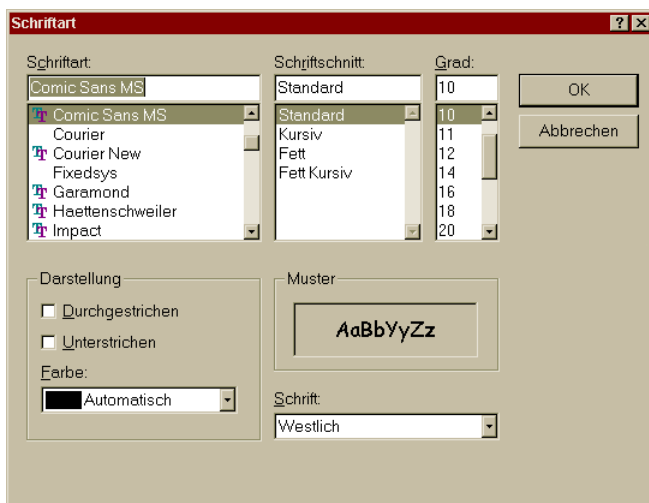 Schriftart
Schriftart:
Comic Sans MS
Comic Sans MS
Courier
Courier New
Fixedsys
Garamond
Haettenschweiler
Impact
Schriftschnitt:
Standard
Standard
Kursiv
Fett
Fett Kursiv
Grad:
10
10
11
12
14
16
18
20
OK
Abbrechen
Darstellung
Durchgestrichen
Unterstrichen
Farbe:
Automatisch
Muster
AaBbYyZz
Schrift:
Westlich